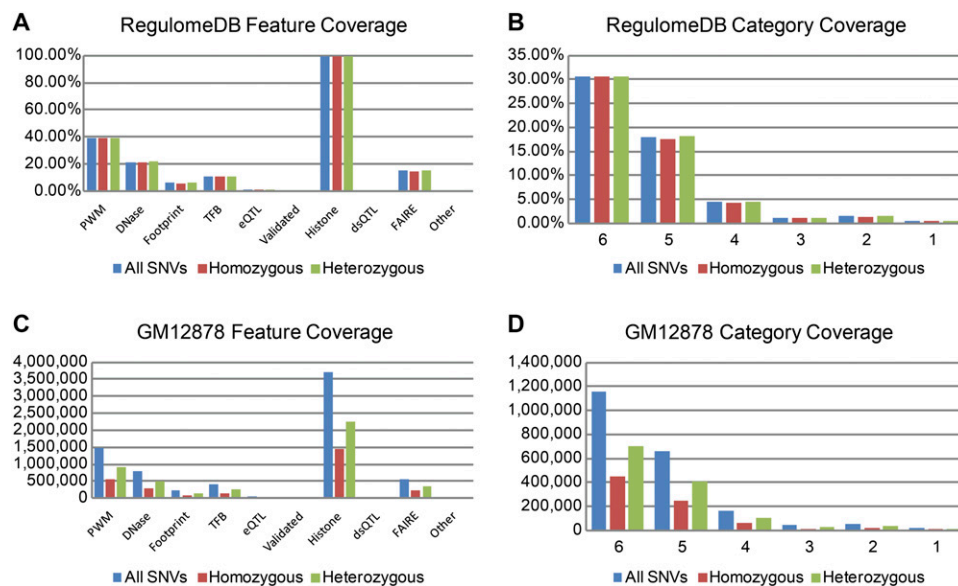 A
RegulomeDB Feature Coverage
100.00%
80.00%
60.00%
40.00%
20.00%
0.00%
PWM
DNase
Footprint
TFB
eQTL
Validated
Histone
dsQTL
FAIRE
Other
All SNVs Homozygous Heterozygous
B
RegulomeDB Category Coverage
35.00%
30.00%
25.00%
20.00%
15.00%
10.00%
5.00%
0.00%
6 5 4 3 2 1
All SNVs Homozygous Heterozygous
C
GM12878 Feature Coverage
4,000,000
3,500,000
3,000,000
2,500,000
2,000,000
1,500,000
1,000,000
500,000
0
PWM
DNase
Footprint
TFB
eQTL
Validated
Histone
dsQTL
FAIRE
Other
All SNVs Homozygous Heterozygous
D
GM12878 Category Coverage
1,400,000
1,200,000
1,000,000
800,000
600,000
400,000
200,000
0
6 5 4 3 2 1
All SNVs Homozygous Heterozygous